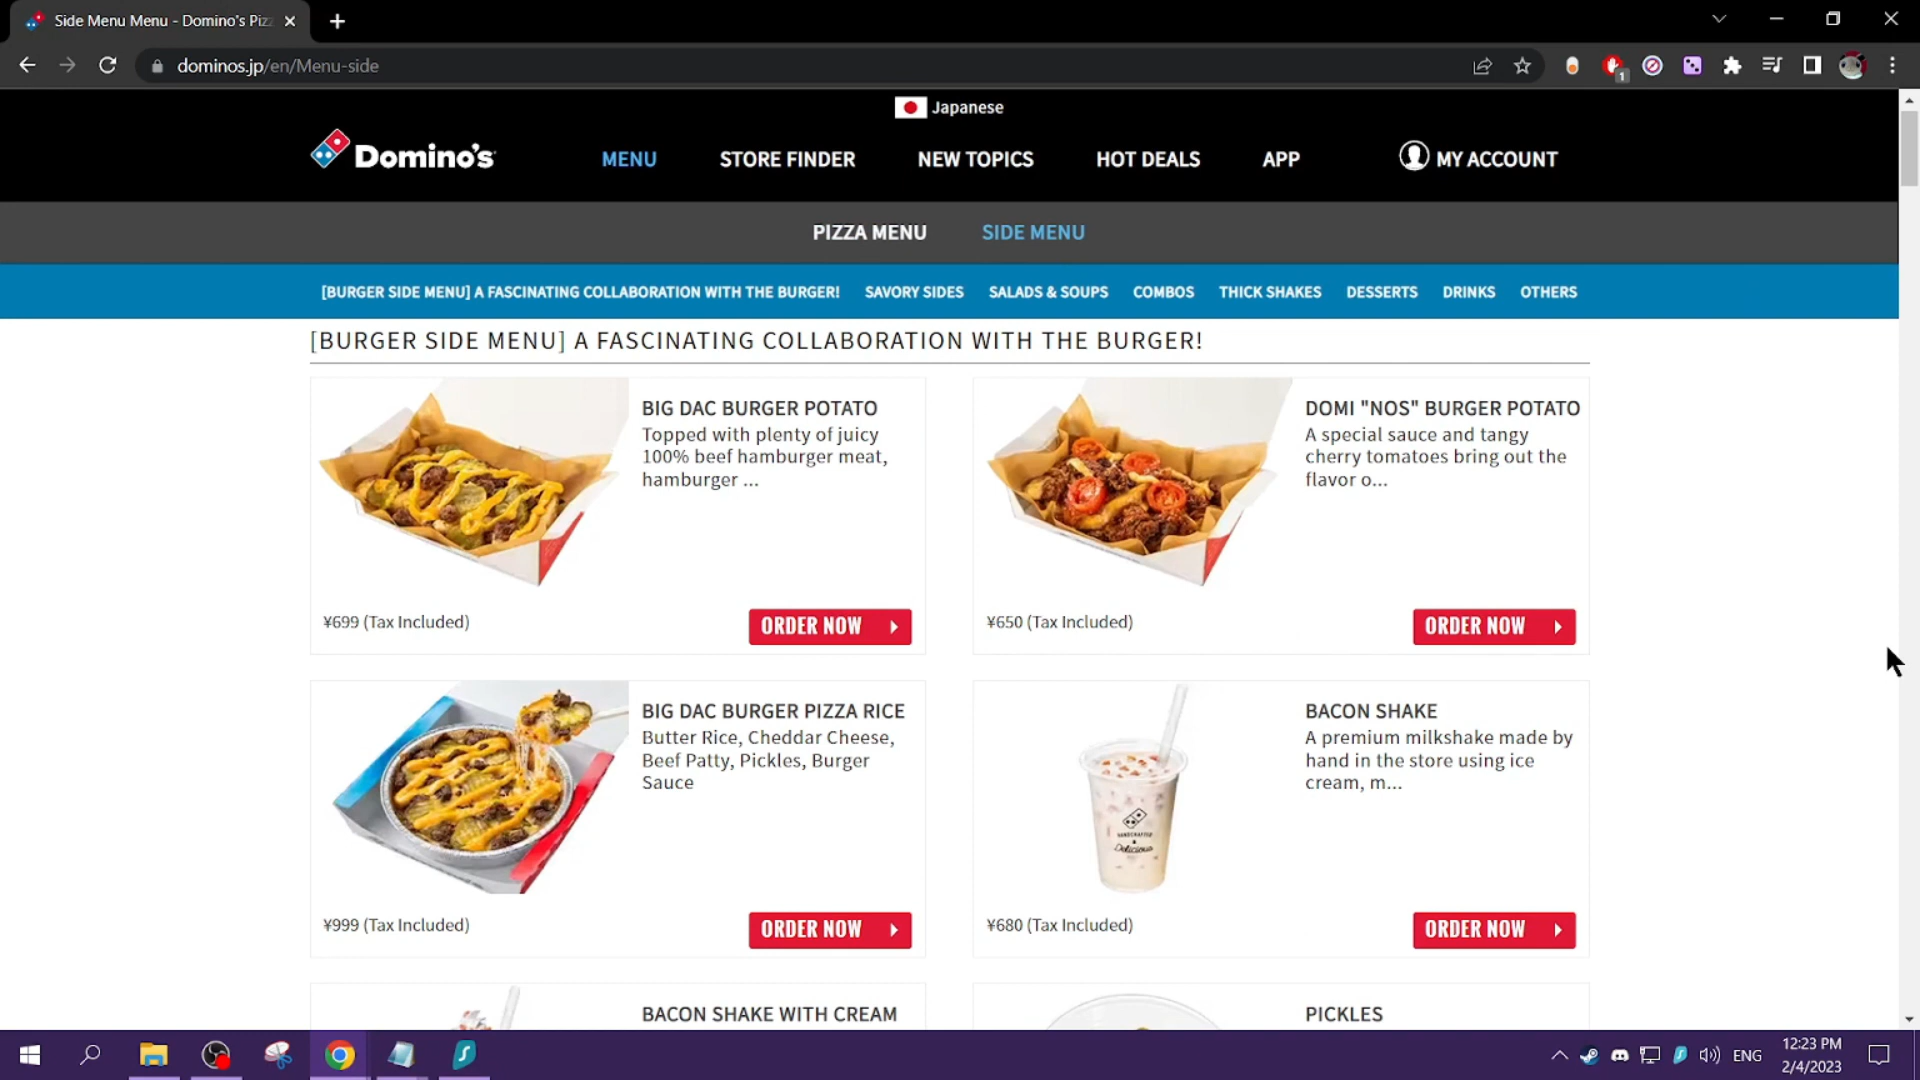 Side Menu Menu - Domino's Piz
dominos.jp/en/Menu-side
1
Japanese
Domino's
MENU
STORE FINDER
NEW TOPICS
HOT DEALS
APP
MY ACCOUNT
PIZZA MENU
SIDE MENU
[BURGER SIDE MENU] A FASCINATING COLLABORATION WITH THE BURGER!
SAVORY SIDES
SALADS & SOUPS
COMBOS
THICK SHAKES
DESSERTS
DRINKS
OTHERS
[BURGER SIDE MENU] A FASCINATING COLLABORATION WITH THE BURGER!
BIG DAC BURGER POTATO
Topped with plenty of juicy
100% beef hamburger meat,
hamburger ...
¥699 (Tax Included)
ORDER NOW
DOMI "NOS" BURGER POTATO
A special sauce and tangy
cherry tomatoes bring out the
flavor o...
¥650 (Tax Included)
ORDER NOW
BIG DAC BURGER PIZZA RICE
Butter Rice, Cheddar Cheese,
Beef Patty, Pickles, Burger
Sauce
¥999 (Tax Included)
ORDER NOW
BACON SHAKE
A premium milkshake made by
hand in the store using ice
cream, m...
HANDCRAFTED
&
Delicious
¥680 (Tax Included)
ORDER NOW
BACON SHAKE WITH CREAM
PICKLES
ENG
12:23 PM
2/4/2023